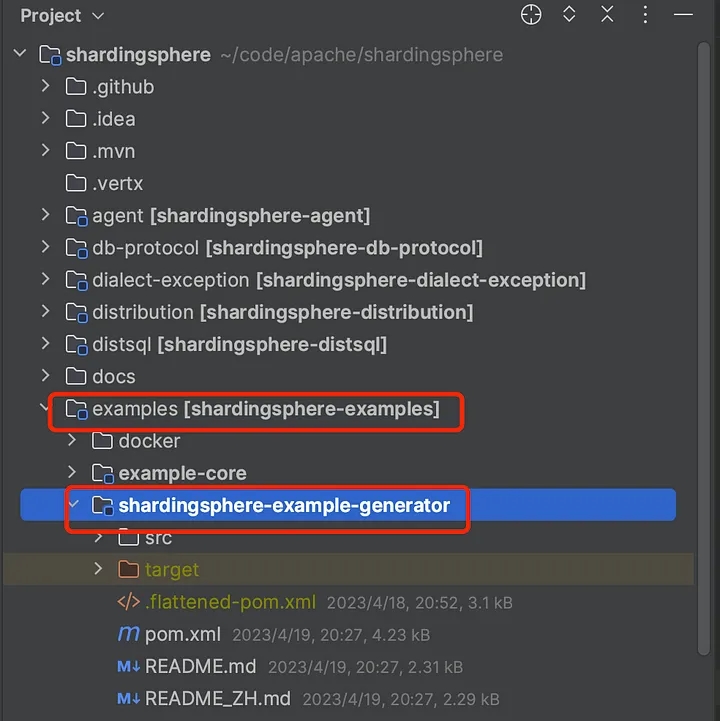 Project
shardingsphere ~/code/apache/shardingsphere
.github
.idea
.mvn
.vertx
agent [shardingsphere-agent]
db-protocol [shardingsphere-db-protocol]
dialect-exception [shardingsphere-dialect-exception]
distribution [shardingsphere-distribution]
distsql [shardingsphere-distsql]
docs
examples [shardingsphere-examples]
docker
example-core
shardingsphere-example-generator
src
target
</> .flattened-pom.xml 2023/4/18, 20:52, 3.1 kB
m pom.xml 2023/4/19, 20:27, 4.23 kB
M↓ README.md 2023/4/19, 20:27, 2.31 kB
M↓ README_ZH.md 2023/4/19, 20:27, 2.29 kB